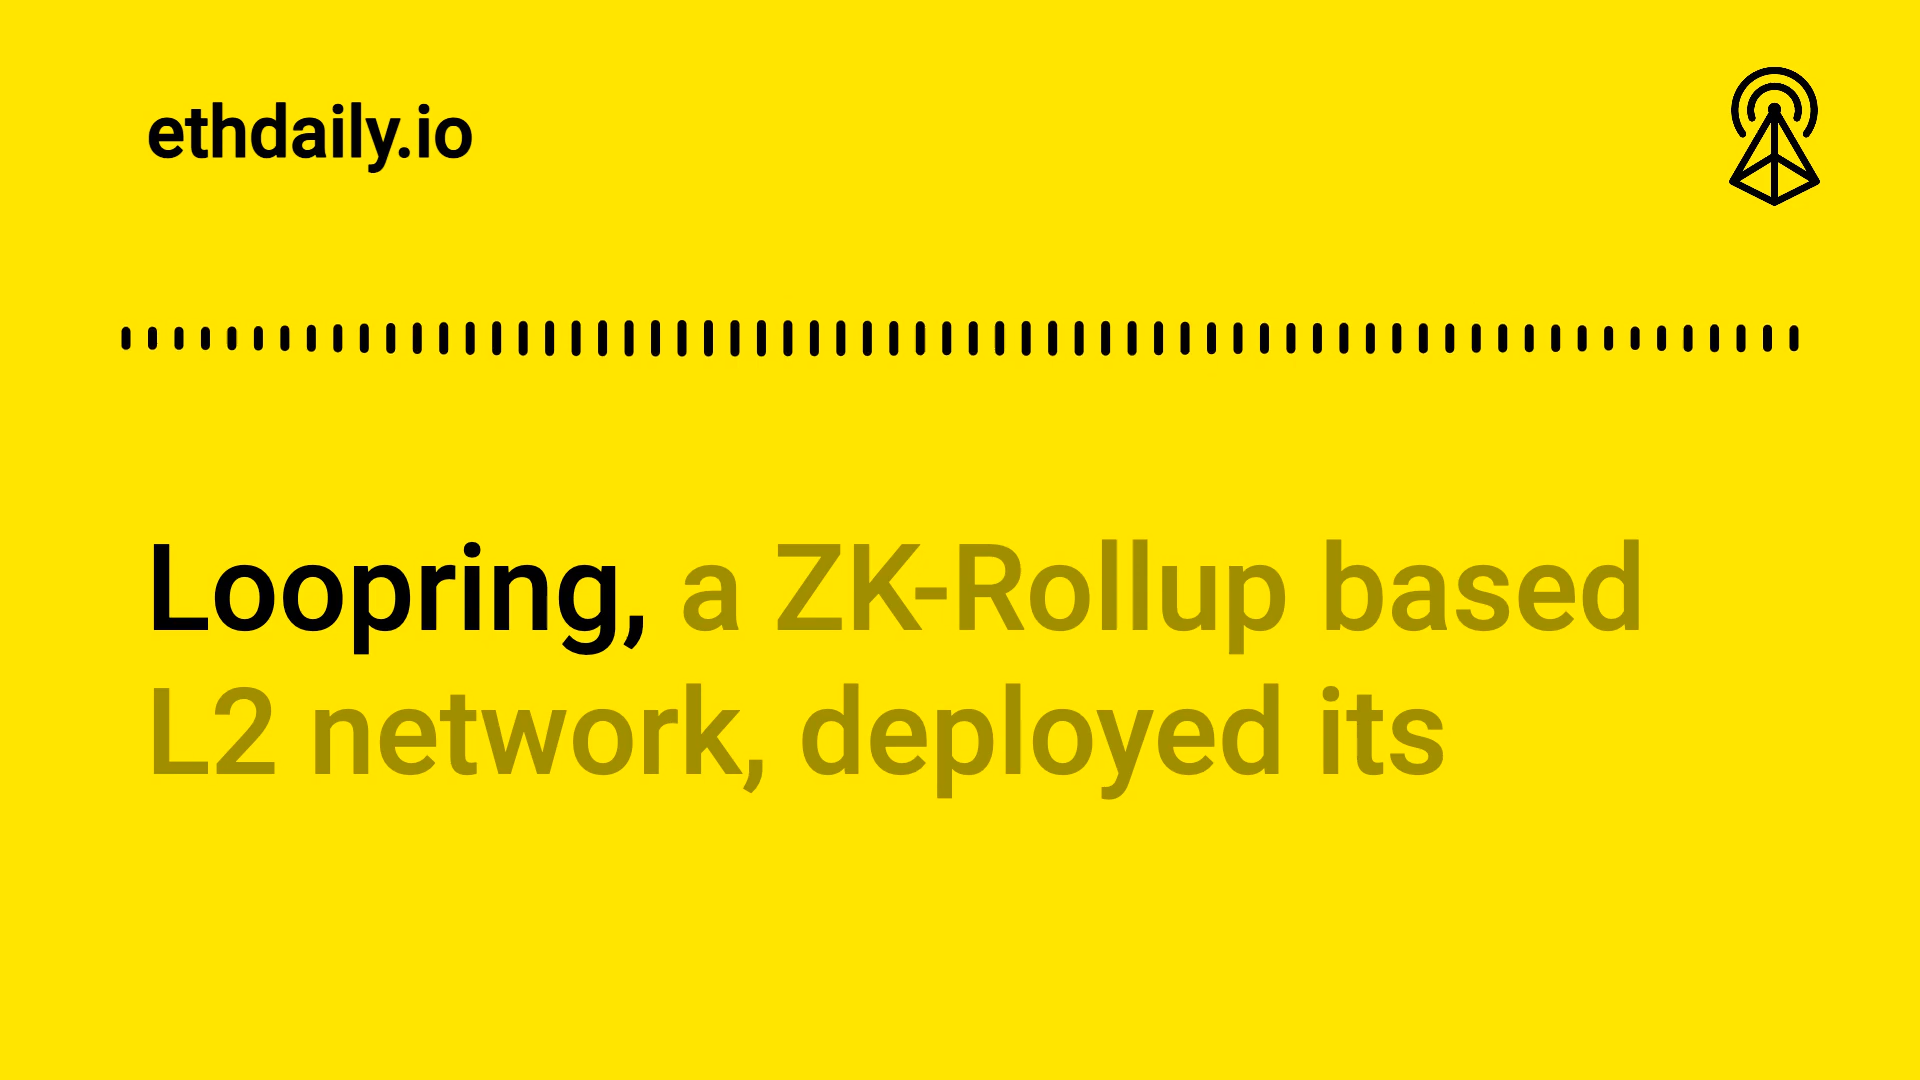 ethdaily.io
Loopring, a ZK-Rollup based
L2 network, deployed its